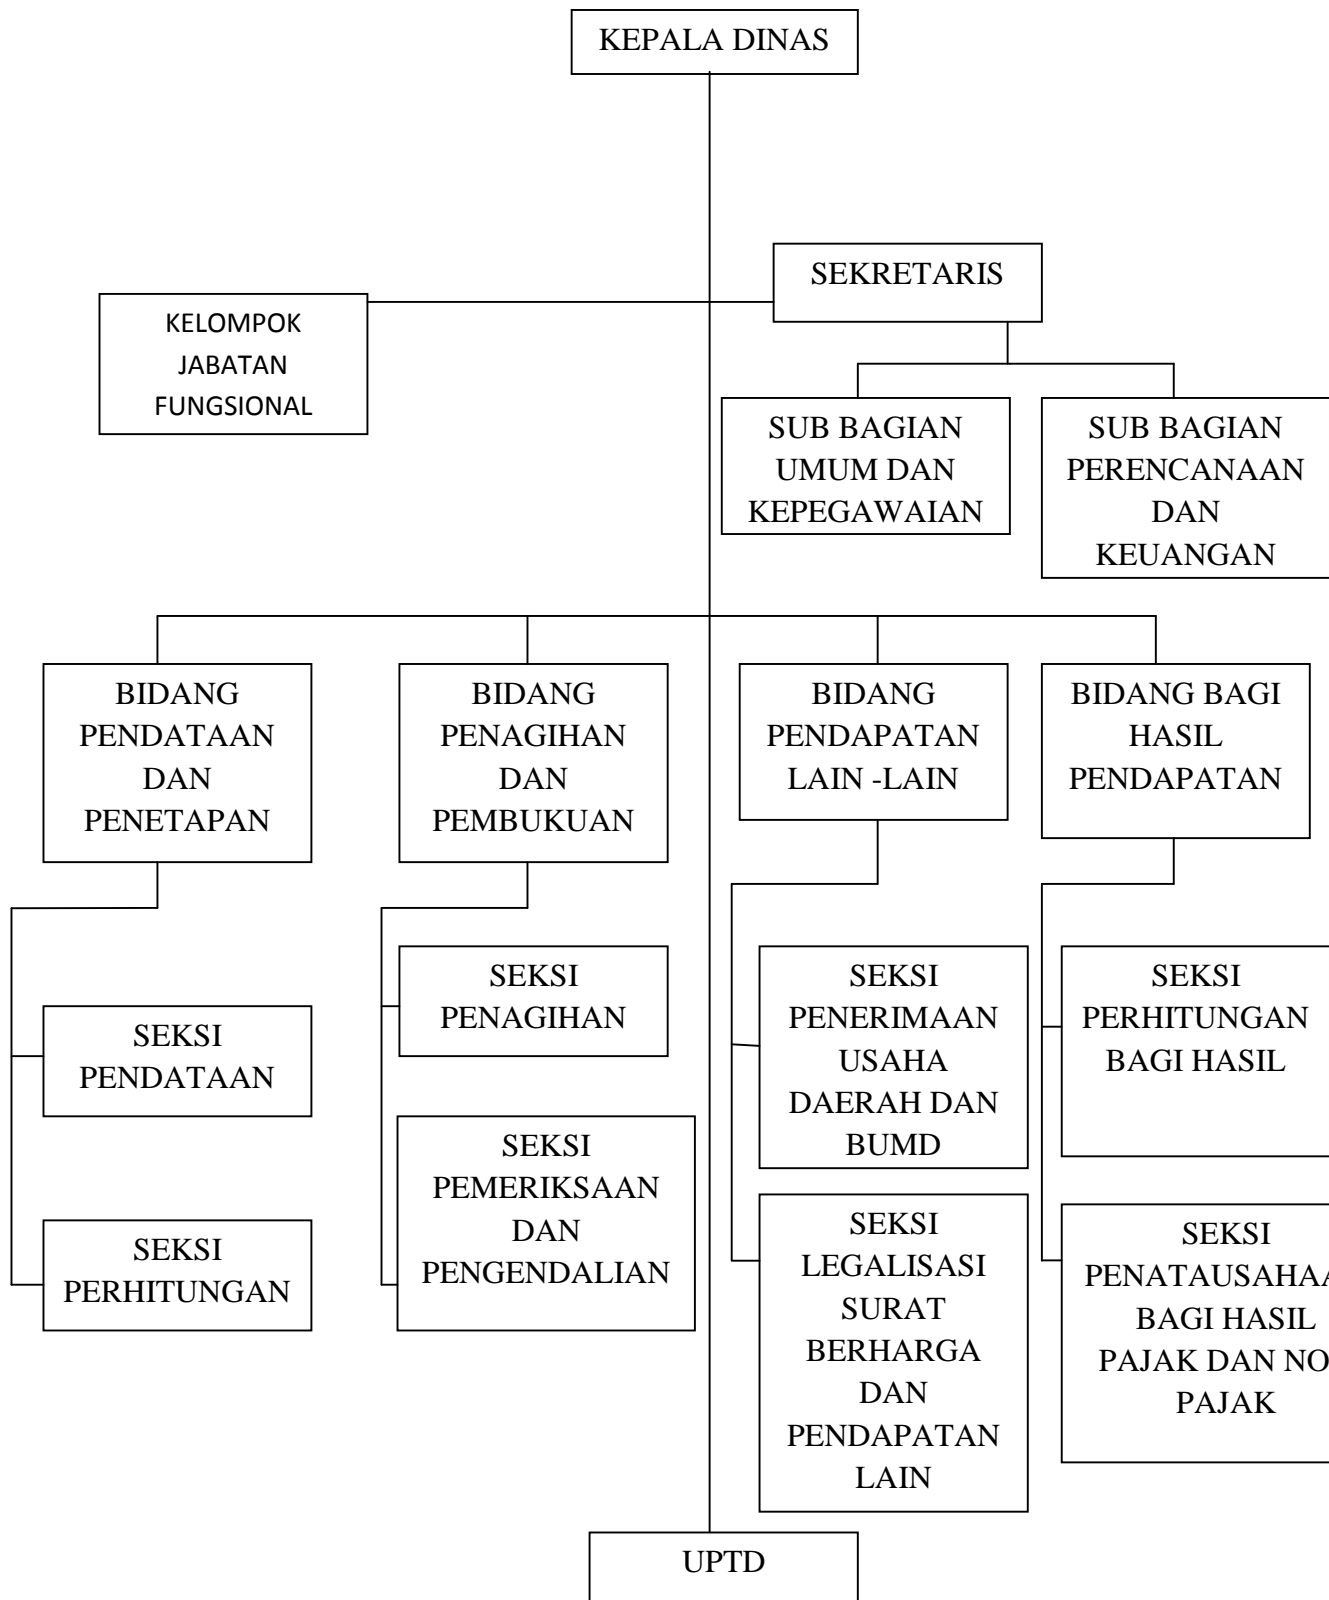 KEPALA DINAS
SEKRETARIS
KELOMPOK
JABATAN
FUNGSIONAL
SUB BAGIAN
UMUM DAN
KEPEGAWAIAN
SUB BAGIAN
PERENCANAAN
DAN
KEUANGAN
BIDANG
PENDATAAN
DAN
PENETAPAN
BIDANG
PENAGIHAN
DAN
PEMBUKUAN
BIDANG
PENDAPATAN
LAIN -LAIN
BIDANG BAGI
HASIL
PENDAPATAN
SEKSI
PENDATAAN
SEKSI
PERHITUNGAN
SEKSI
PENAGIHAN
SEKSI
PEMERIKSAAN
DAN
PENGENDALIAN
SEKSI
PENERIMAAN
USAHA
DAERAH DAN
BUMD
SEKSI
LEGALISASI
SURAT
BERHARGA
DAN
PENDAPATAN
LAIN
SEKSI
PERHITUNGAN
BAGI HASIL
SEKSI
BAGI HASIL
PAJAK DAN
PAJAK
UPTD